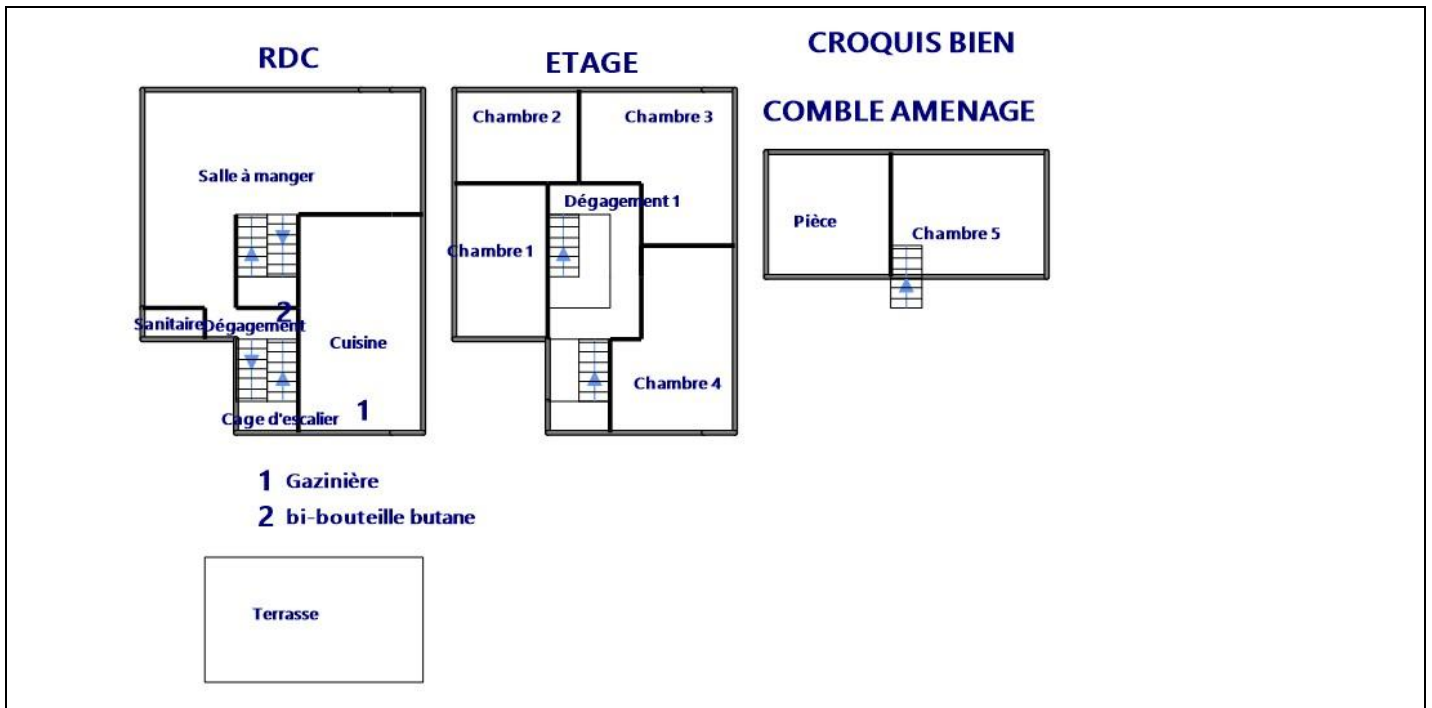 CROQUIS BIEN
RDC
ETAGE
COMBLE AMENAGE
Chambre 2
Chambre 3
Salle à manger
Dégagement 1
Pièce
Chambre 5
Chambre 1
2
Sanitaire
Dégagement
Cuisine
Chambre 4
1
Cage d'escalier
1 Gazinière
2 bi-bouteille butane
Terrasse